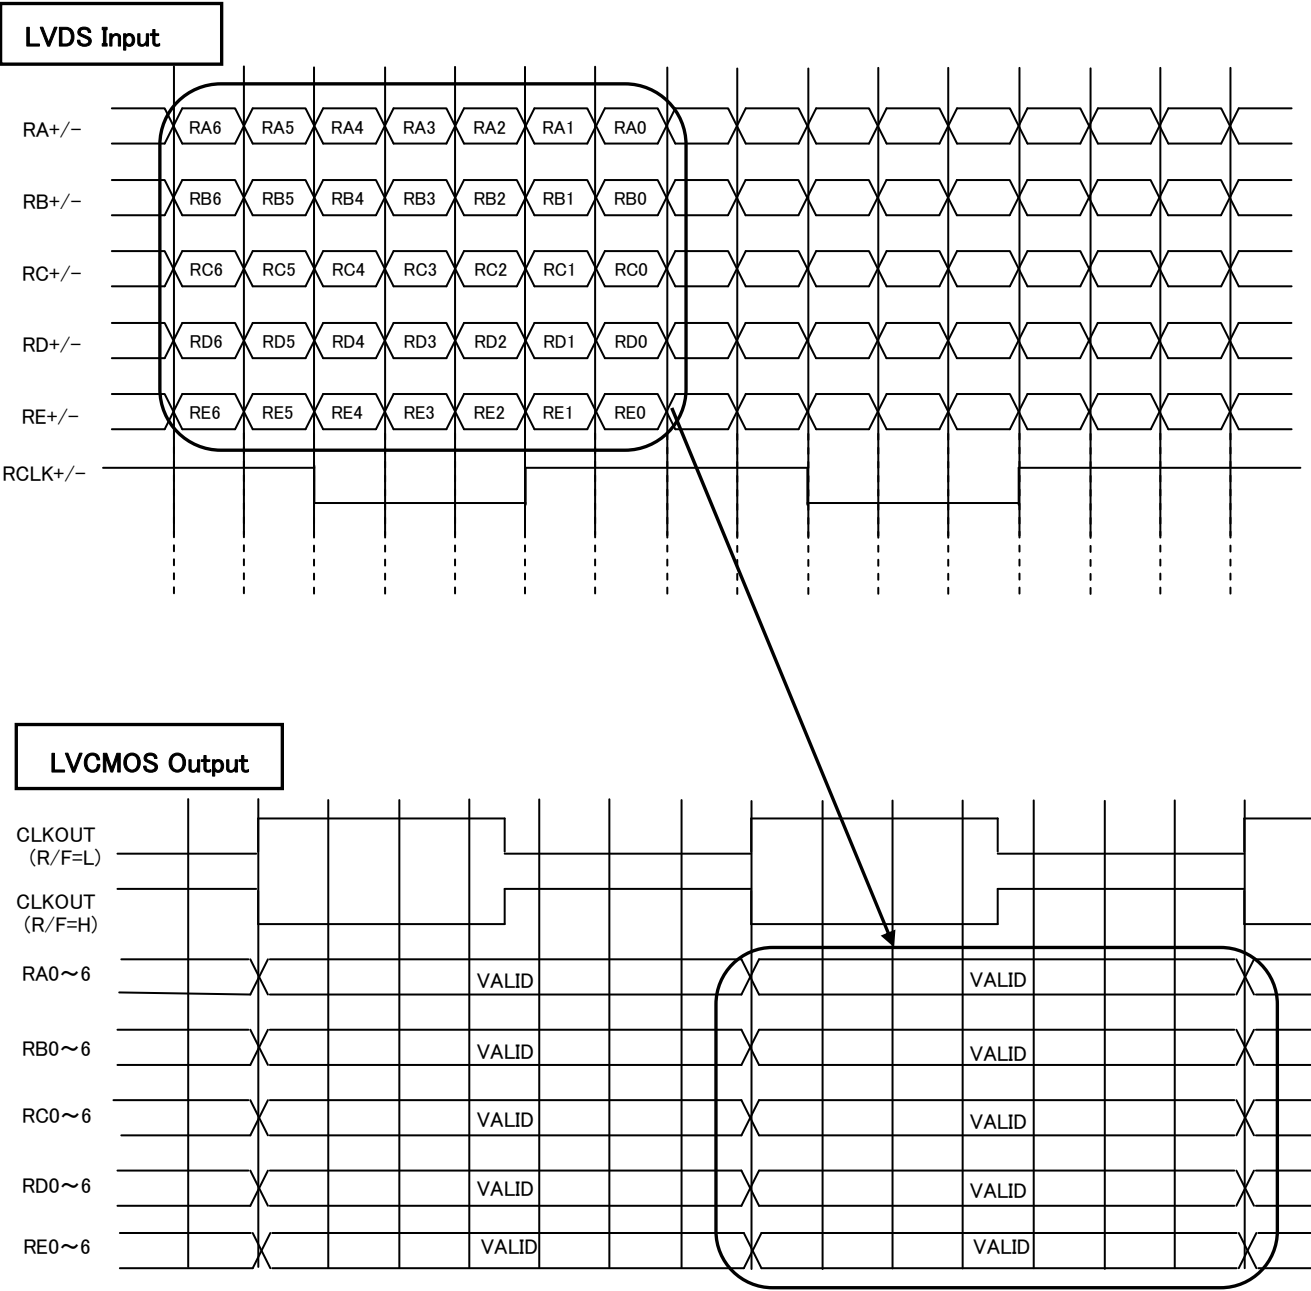 LVDS Input
RA+/- RA6 RA5 RA4 RA3 RA2 RA1 RA0
RB+/- RB6 RB5 RB4 RB3 RB2 RB1 RB0
RC+/- RC6 RC5 RC4 RC3 RC2 RC1 RC0
RD+/- RD6 RD5 RD4 RD3 RD2 RD1 RD0
RE+/- RE6 RE5 RE4 RE3 RE2 RE1 RE0
RCLK+/-
LVCMOS Output
CLKOUT
(R/F=L)
CLKOUT
(R/F=H)
RA0～6 VALID VALID
RB0～6 VALID VALID
RC0～6 VALID VALID
RD0～6 VALID VALID
RE0～6 VALID VALID